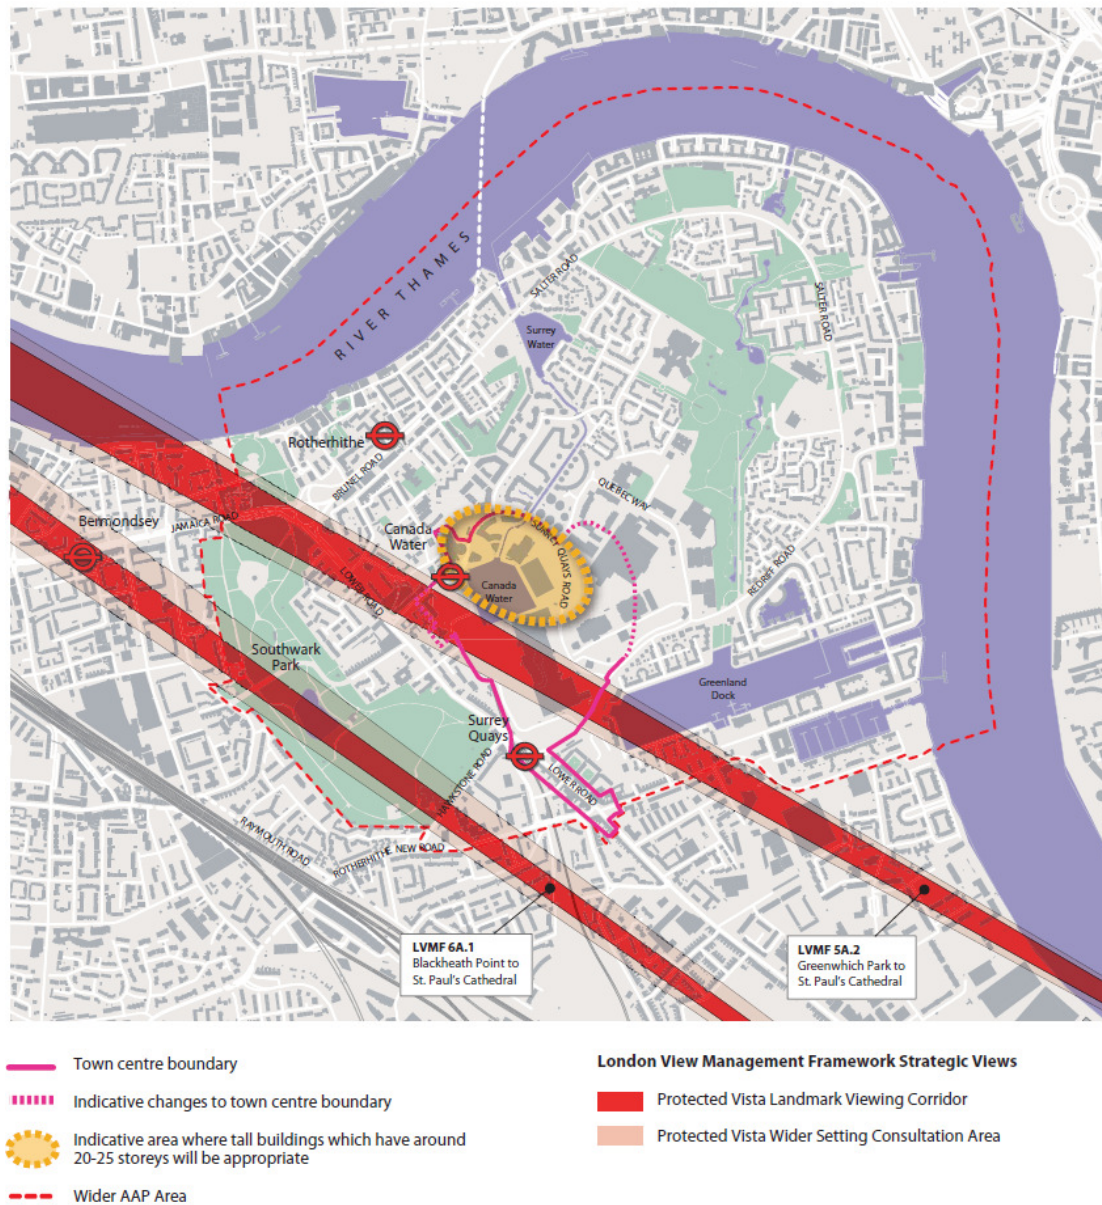 RIVER THAMES
SALTER ROAD
SALTER ROAD
Surrey
Water
Rotherhithe
BRUNEL ROAD
QUEBEC WAY
Bermondsey
JAMAICA ROAD
Canada
Water
SURREY QUAYS ROAD
Canada
Water
LOWER ROAD
REDRIFF ROAD
Southwark
Park
Greenland
Dock
Surrey
Quays
HAWKSTONE ROAD
LOWER ROAD
RAYMOUTH ROAD
ROTHERHITHE NEW ROAD
LVMF 6A.1
Blackheath Point to
St. Paul's Cathedral
LVMF 5A.2
Greenwhich Park to
St. Paul's Cathedral
Town centre boundary
Indicative changes to town centre boundary
Indicative area where tall buildings which have around
20-25 storeys will be appropriate
Wider AAP Area
London View Management Framework Strategic Views
Protected Vista Landmark Viewing Corridor
Protected Vista Wider Setting Consultation Area